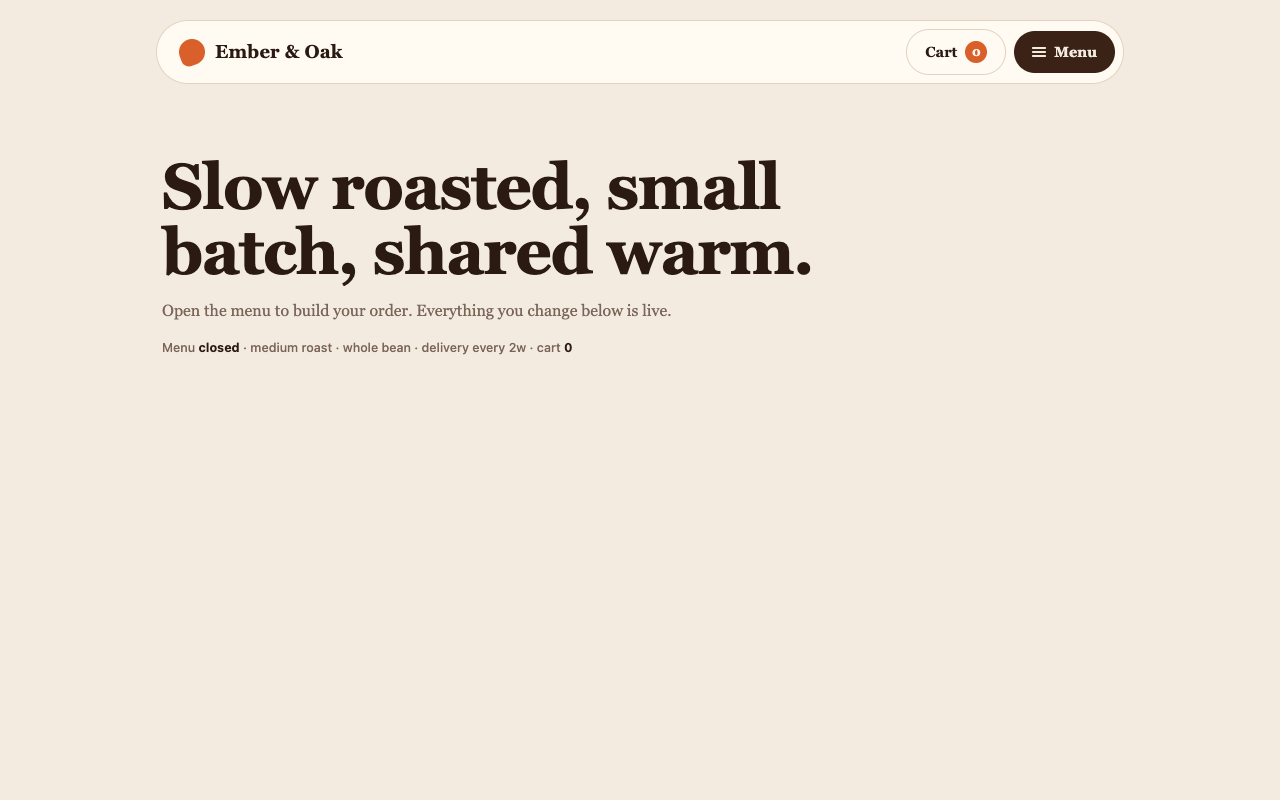 Ember & Oak
Cart 0
Menu
Slow roasted, small
batch, shared warm.
Open the menu to build your order. Everything you change below is live.
Menu closed · medium roast · whole bean · delivery every 2w · cart 0